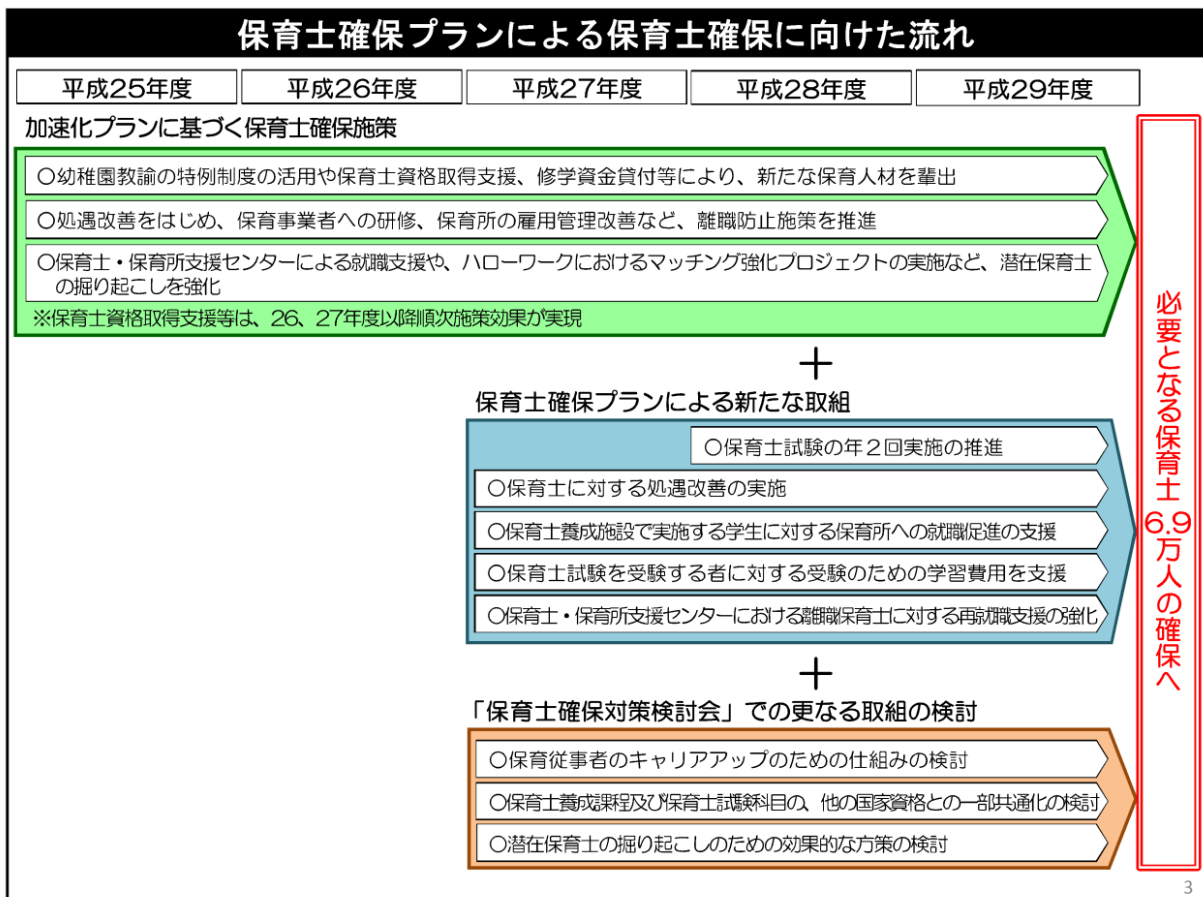 保育士確保プランによる保育士確保に向けた流れ
平成25年度
平成26年度
平成27年度
平成28年度
平成29年度
加速化プランに基づく保育士確保施策
○幼稚園教諭の特例制度の活用や保育士資格取得支援、修学資金貸付等により、新たな保育人材を輩出
○処遇改善をはじめ、保育事業者への研修、保育所の雇用管理改善など、離職防止施策を推進
○保育士・保育所支援センターによる就職支援や、ハローワークにおけるマッチング強化プロジェクトの実施など、潜在保育士
の掘り起こしを強化
※保育士資格取得支援等は、26、27年度以降順次施策効果が実現
＋
保育士確保プランによる新たな取組
○保育士試験の年２回実施の推進
○保育士に対する処遇改善の実施
○保育士養成施設で実施する学生に対する保育所への就職促進の支援
○保育士試験を受験する者に対する受験のための学習費用を支援
○保育士・保育所支援センターにおける離職保育士に対する再就職支援の強化
＋
「保育士確保対策検討会」での更なる取組の検討
○保育従事者のキャリアアップのための仕組みの検討
○保育士養成課程及び保育士試験科目の、他の国家資格との一部共通化の検討
○潜在保育士の掘り起こしのための効果的な方策の検討
必要となる保育士6.9万人の確保へ
3